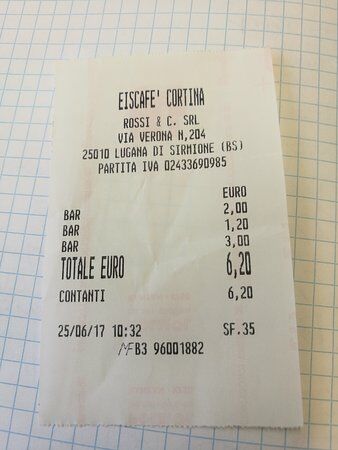 EISCAFE' CORTINA
ROSSI & C. SRL
VIA VERONA N,204
25010 LUGANA DI SIRMIONE (BS)
PARTITA IVA 02433690985
EURO
BAR 2,00
BAR 1,20
BAR 3,00
TOTALE EURO 6,20
CONTANTI 6,20
25/06/17 10:32 SF.35
MFB3 96001882